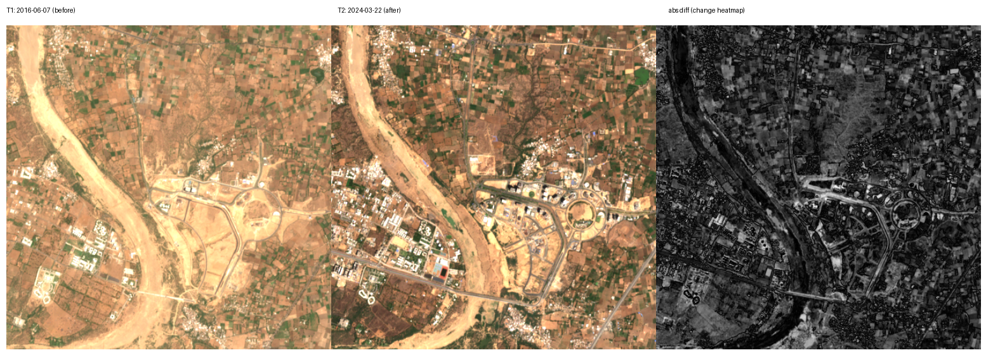 T1: 2016-06-07 (before)
T2: 2024-03-22 (after)
absdiff (change heatmap)